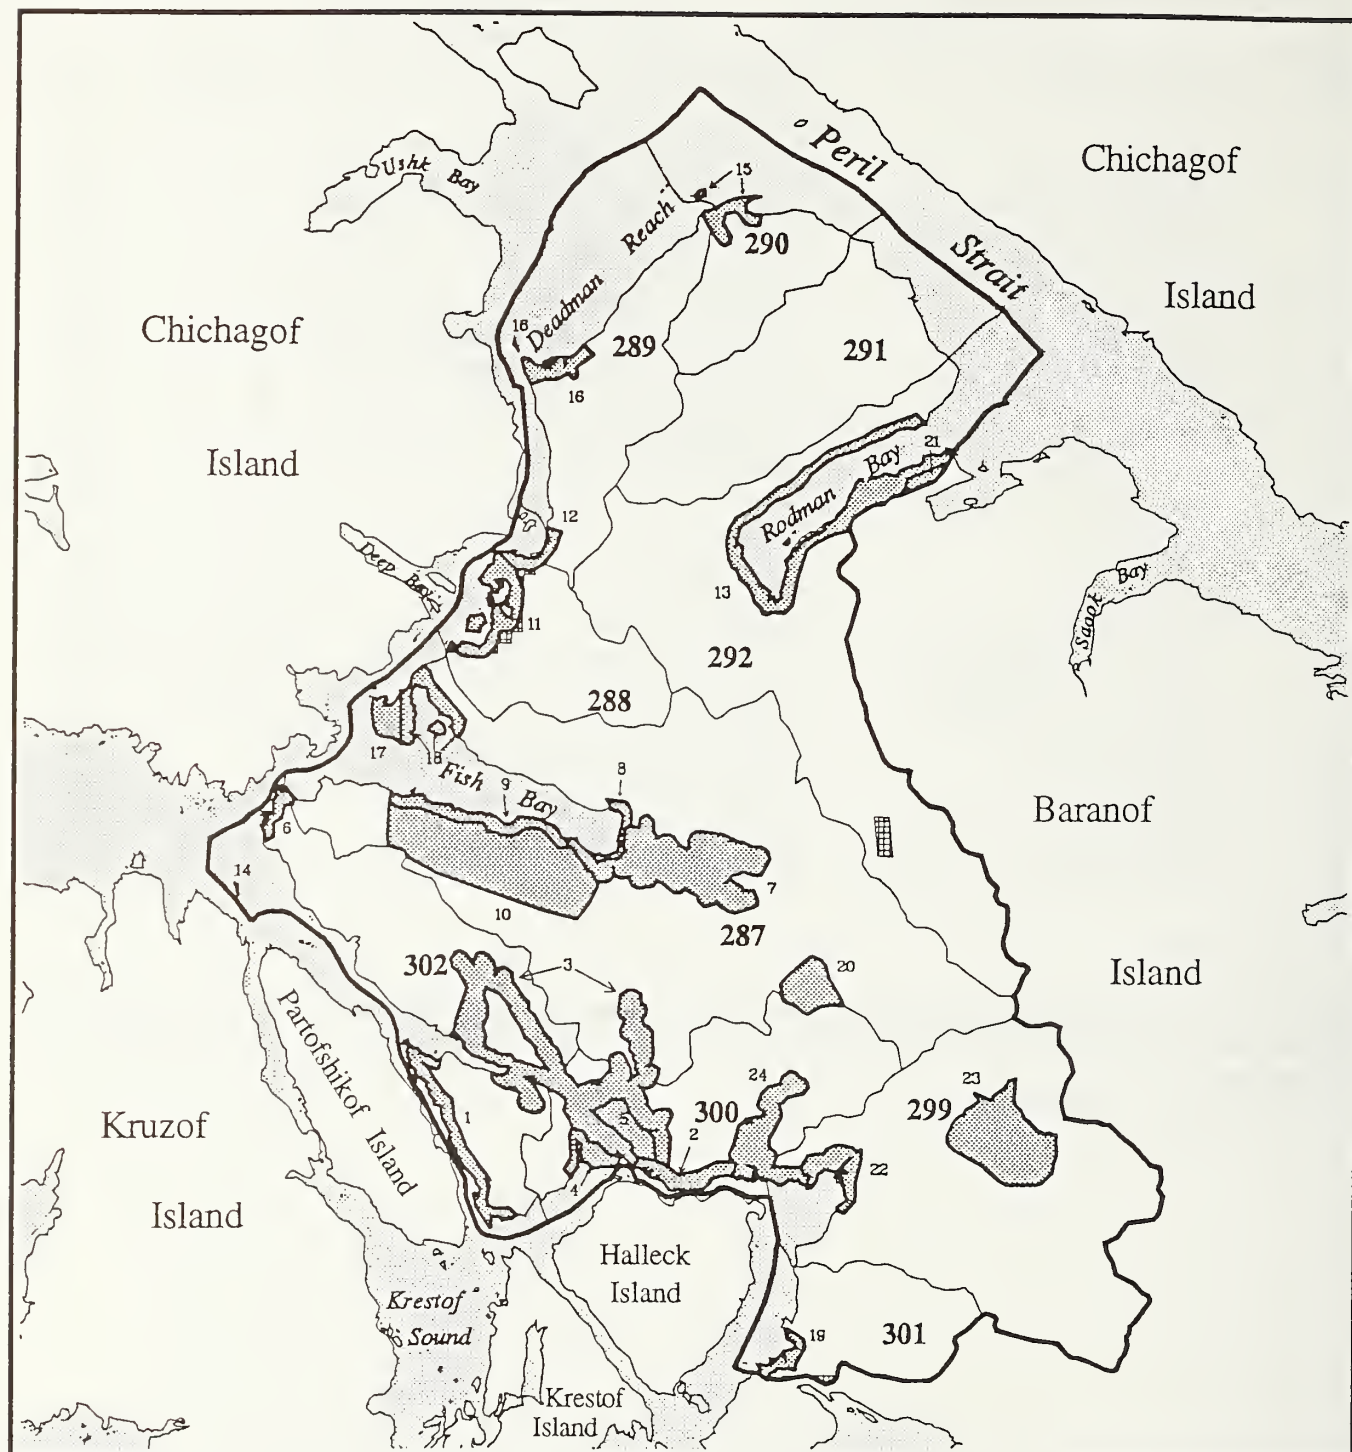 Ushk
Bay
Peril
Strait
Chichagof
Island
15
Reach
Deadman
290
Chichagof
Island
16
289
16
291
21
Bay
Rodman
12
Deep Bay
11
13
Saook Bay
292
288
17
18
Fish Bay
9
8
6
14
10
7
287
Baranof
Island
302
3
20
Partofshikof Island
1
5
2
4
300
24
23
299
22
Kruzof
Island
Halleck
Island
Krestof
Sound
19
301
Krestof
Island